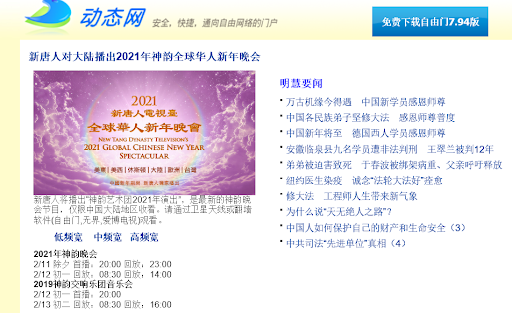 动态网
安全、快捷、通向自由网络的门户
免费下载自由门7.94版
新唐人对大陆播出2021年神韵全球华人新年晚会
2021
新唐人電視臺
全球華人新年晚會
NEW TANG DYNASTY TELEVISION'S
2021 GLOBAL CHINESE NEW YEAR
SPECTACULAR
美東 | 美西 | 休斯頓 | 大陸 | 歐洲 | 台灣
新唐人将播出"神韵艺术团2021年演出"，是最新的神韵晚
会节目，仅限中国大陆地区收看。请通过卫星天线或翻墙
软件(自由门,无界,爱博电视)观看。
低频宽 中频宽 高频宽
2021年神韵晚会
2/11 除夕 首播，20:00 回放，23:00
2/12 初一 回放，08:30 回放，14:00
2019神韵交响乐团音乐会
2/12 初一 首播，20:00
2/13 初二 回放，08:30 回放，16:00
明慧要闻
万古机缘今得遇 中国新学员感恩师尊
中国各民族弟子坚修大法 感恩师尊普度
中国新年将至 德国西人学员感恩师尊
安徽临泉县九名学员遭非法判刑 王翠兰被判12年
弟弟被迫害致死 于春波被绑架病重、父亲呼吁释放
纽约医生染疫 诚念"法轮大法好"痊愈
修大法 工程师人生带来新气象
为什么说"天无绝人之路"?
中国人如何保护自己的财产和生命安全（3）
中共司法"先进单位"真相（4）